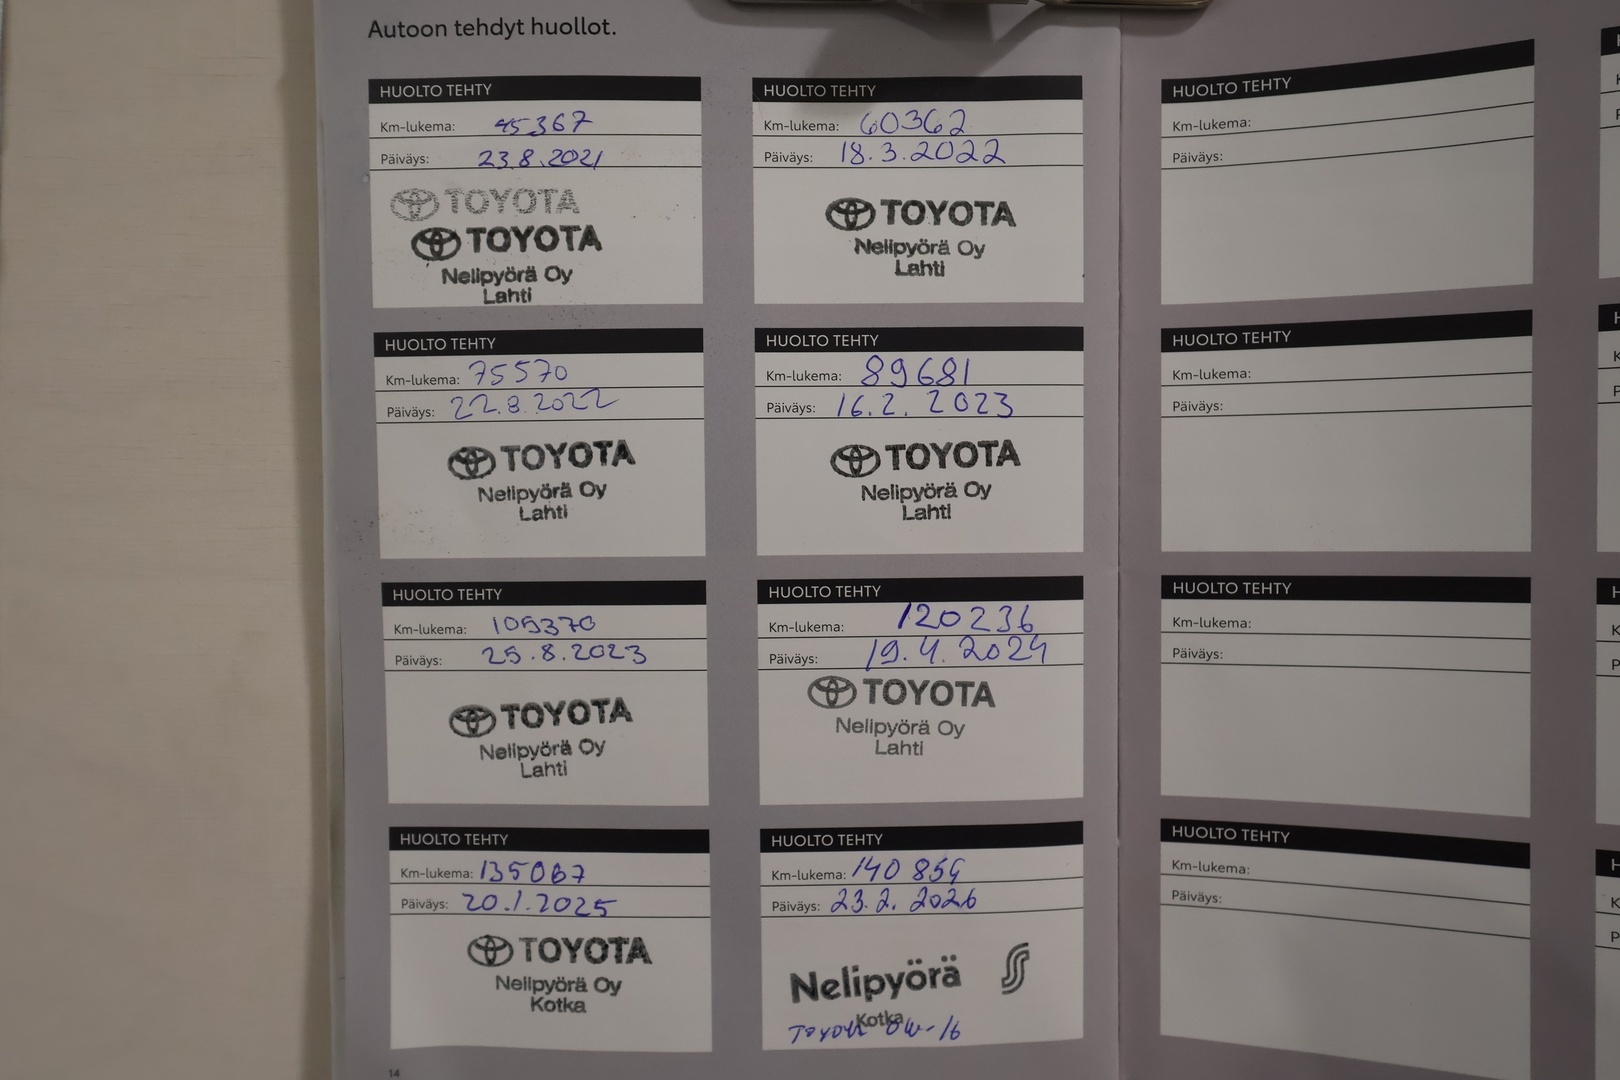 Autoon tehdyt huollot.
HUOLTO TEHTY
Km-lukema: 45367
Päiväys: 23.8.2021
TOYOTA
TOYOTA
Nelipyörä Oy
Lahti
HUOLTO TEHTY
Km-lukema: 60362
Päiväys: 18.3.2022
TOYOTA
Nelipyörä Oy
Lahti
HUOLTO TEHTY
Km-lukema: 75570
Päiväys: 22.8.2022
TOYOTA
Nelipyörä Oy
Lahti
HUOLTO TEHTY
Km-lukema: 89681
Päiväys: 16.2.2023
TOYOTA
Nelipyörä Oy
Lahti
HUOLTO TEHTY
Km-lukema: 105370
Päiväys: 25.8.2023
TOYOTA
Nelipyörä Oy
Lahti
HUOLTO TEHTY
Km-lukema: 120236
Päiväys: 19.4.2024
TOYOTA
Nelipyörä Oy
Lahti
HUOLTO TEHTY
Km-lukema: 135067
Päiväys: 20.1.2025
TOYOTA
Nelipyörä Oy
Kotka
HUOLTO TEHTY
Km-lukema: 140859
Päiväys: 23.2.2026
Nelipyörä
Kotka
Toyota 0W-16
14
HUOLTO TEHTY
Km-lukema:
Päiväys:
HUOLTO TEHTY
Km-lukema:
Päiväys:
HUOLTO TEHTY
Km-lukema:
Päiväys:
HUOLTO TEHTY
Km-lukema:
Päiväys: